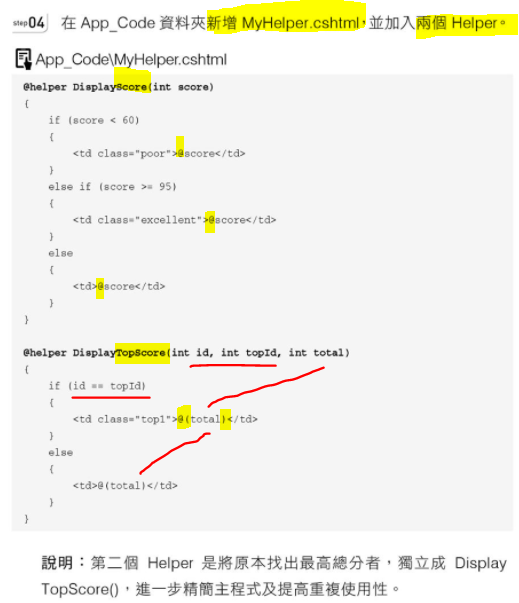 step 04 在 App_Code 資料夾新增 MyHelper.cshtml，並加入兩個 Helper。
App_Code\MyHelper.cshtml
@helper DisplayScore(int score)
{
    if (score < 60)
    {
        <td class="poor">@score</td>
    }
    else if (score >= 95)
    {
        <td class="excellent">@score</td>
    }
    else
    {
        <td>@score</td>
    }
}
@helper DisplayTopScore(int id, int topId, int total)
{
    if (id == topId)
    {
        <td class="top1">@(total)</td>
    }
    else
    {
        <td>@(total)</td>
    }
}
說明：第二個 Helper 是將原本找出最高總分者，獨立成 Display
TopScore()，進一步精簡主程式及提高重複使用性。